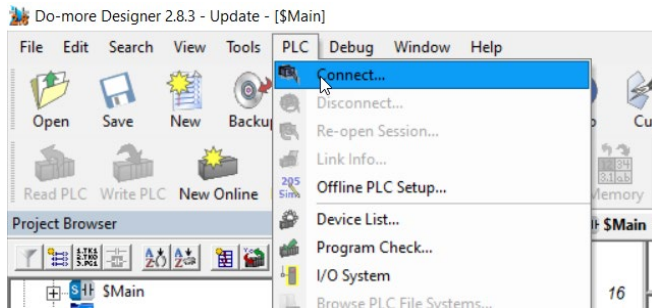 Do-more Designer 2.8.3 - Update - [$Main]
File Edit Search View Tools PLC Debug Window Help
Connect...
Disconnect...
Open Save New Backup
Re-open Session...
Link Info...
Offline PLC Setup...
Read PLC Write PLC New Online
Memory
Device List...
Project Browser
$Main
Program Check...
I/O System
$Main
16
Browse PLC File Systems...